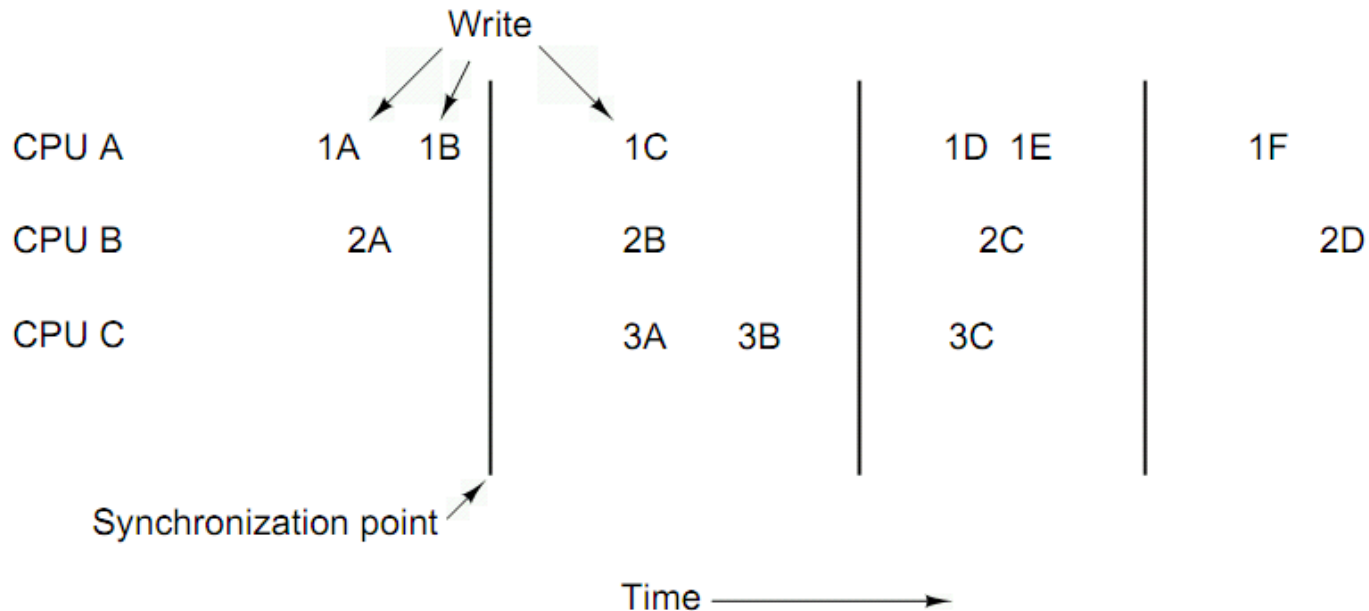 Write
CPU A 1A 1B 1C 1D 1E 1F
CPU B 2A 2B 2C 2D
CPU C 3A 3B 3C
Synchronization point
Time